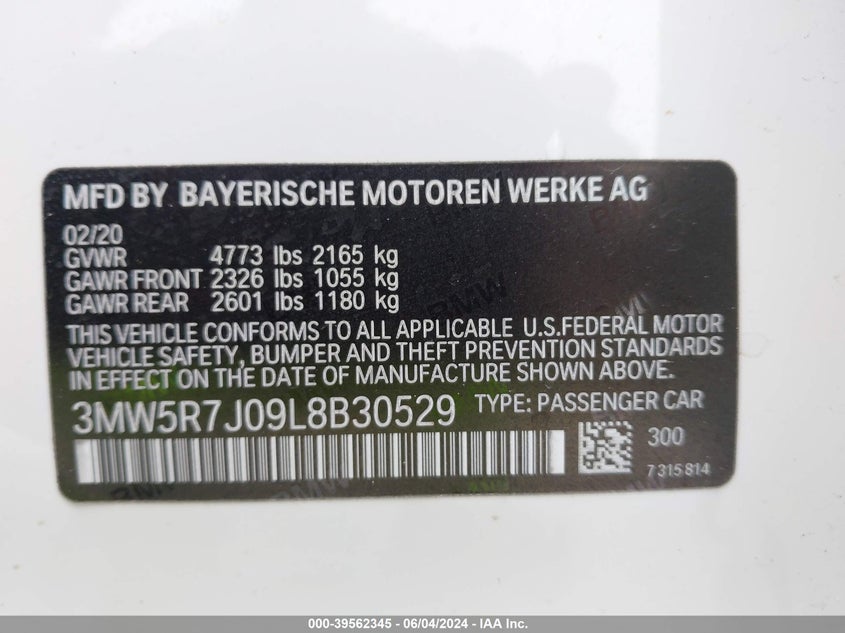 MFD BY BAYERISCHE MOTOREN WERKE AG
02/20
GVWR 4773 lbs 2165 kg
GAWR FRONT 2326 lbs 1055 kg
GAWR REAR 2601 lbs 1180 kg
THIS VEHICLE CONFORMS TO ALL APPLICABLE U.S.FEDERAL MOTOR
VEHICLE SAFETY, BUMPER AND THEFT PREVENTION STANDARDS
IN EFFECT ON THE DATE OF MANUFACTURE SHOWN ABOVE.
3MW5R7J09L8B30529 TYPE: PASSENGER CAR
300
7 315 814
000-39562345 - 06/04/2024 - IAA Inc.